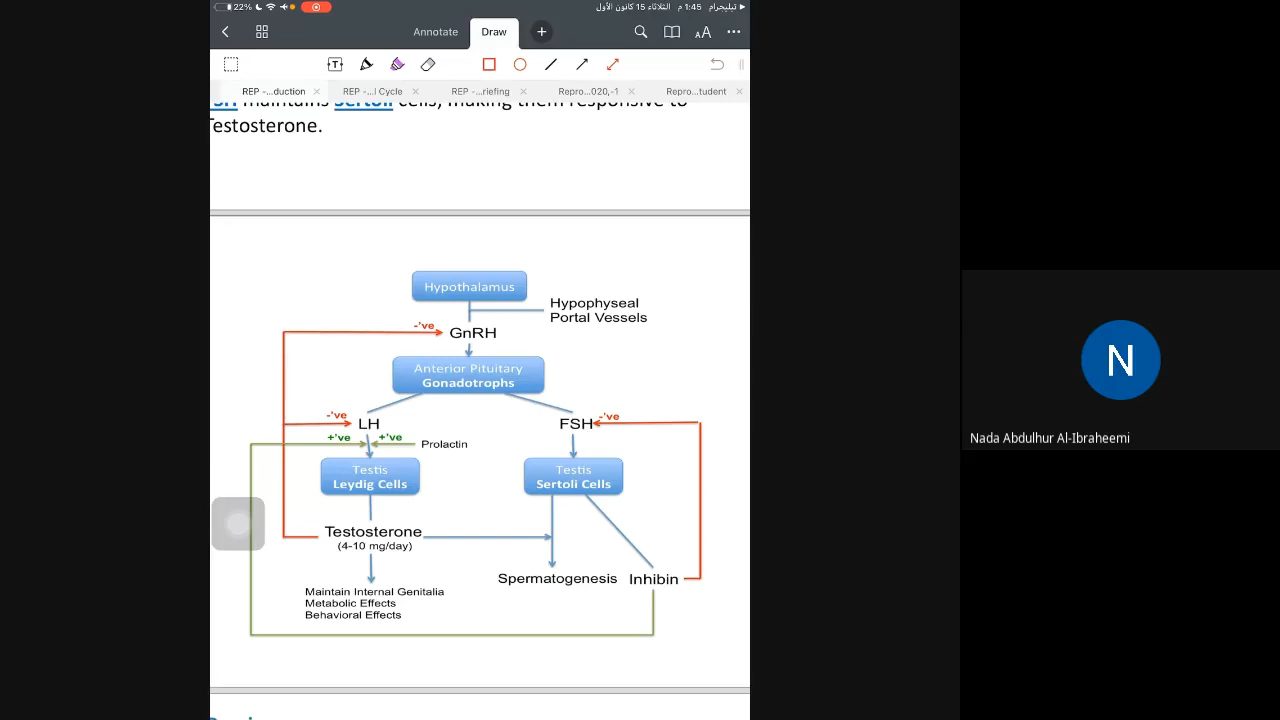 22%
تيليجرام 1:45 م الثلاثاء 15 كانون الأول
Annotate Draw
T
AA
REP -...duction × REP -...l Cycle × REP -...riefing × Repro...020,-1 × Repro...tudent ×
FSH maintains Sertoli cells, making them responsive to
Testosterone.
Hypothalamus
Hypophyseal
Portal Vessels
-'ve
GnRH
Anterior Pituitary
Gonadotrophs
-'ve LH
FSH -'ve
+'ve +'ve Prolactin
Testis
Leydig Cells
Testis
Sertoli Cells
Testosterone
(4-10 mg/day)
Spermatogenesis Inhibin
Maintain Internal Genitalia
Metabolic Effects
Behavioral Effects
N
Nada Abdulhur Al-Ibraheemi